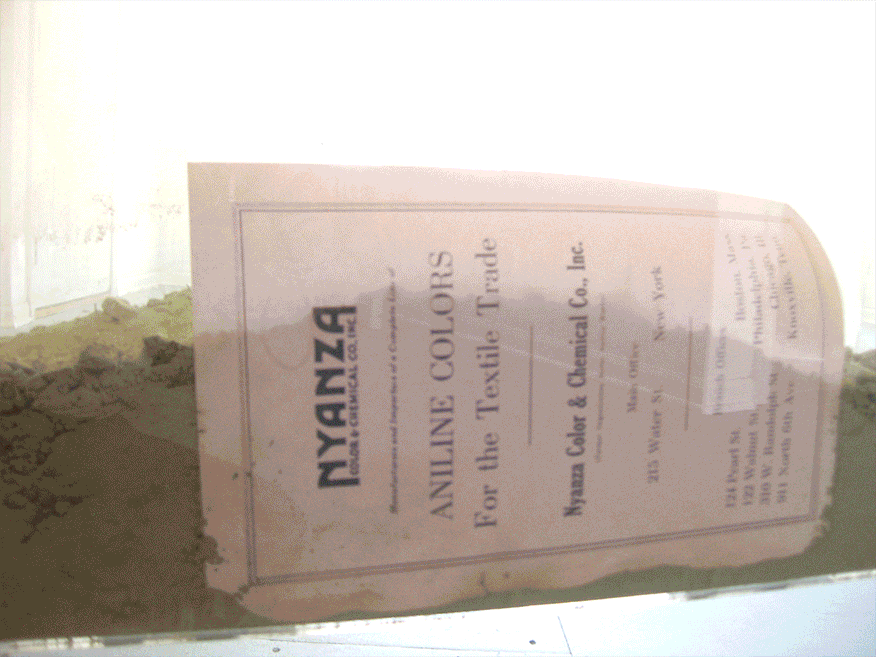 NYANZA
COLOR & CHEMICAL CO., INC.
Manufacturers and Importers of a Complete Line of
ANILINE COLORS
For the Textile Trade
Nyanza Color & Chemical Co., Inc.
Main Office
215 Water St. New York
Branch Offices
124 Pearl St. Boston, Mass
122 Walnut St. Philadelphia, Pa
310 W. Randolph St. Chicago, Ill
911 North 6th Ave. Knoxville, Tenn